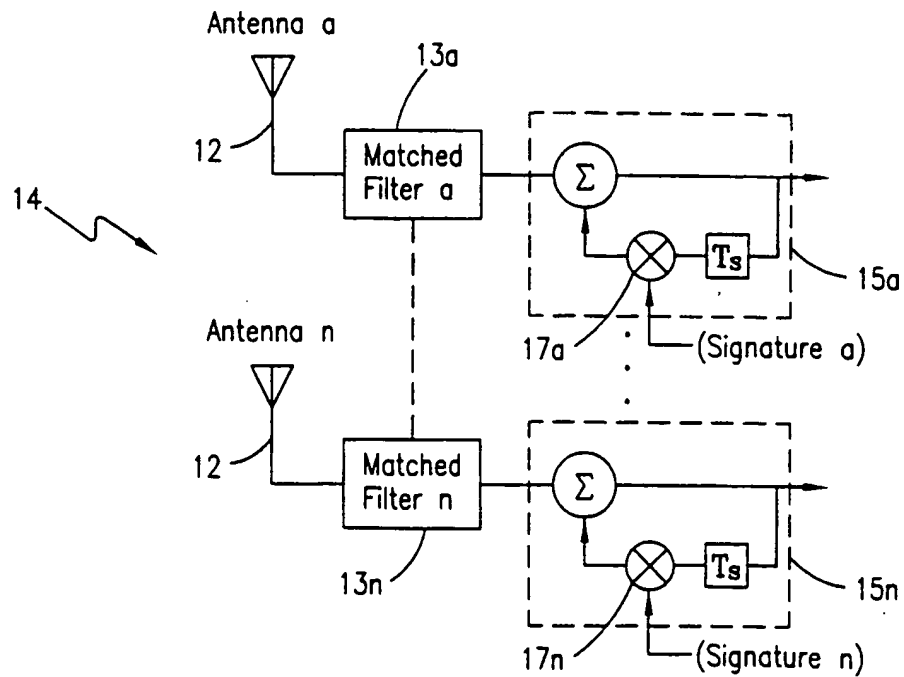 Antenna a
13a
12
Matched
Filter a
Σ
14
Ts
15a
17a
(Signature a)
Antenna n
12
Matched
Filter n
Σ
13n
Ts
15n
17n
(Signature n)